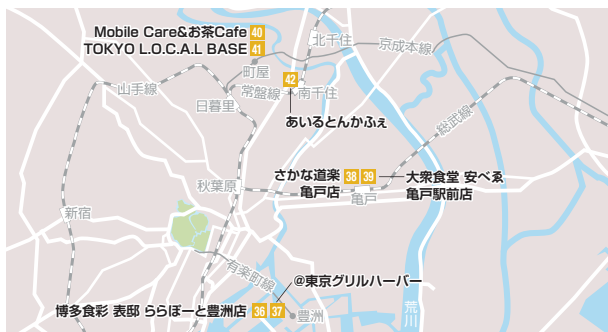 Mobile Care&お茶Cafe 40
TOKYO L.O.C.A.L BASE 41
北千住
京成本線
町屋
42
常盤線
南千住
山手線
日暮里
あいるとんかふぇ
総武線
さかな道楽
亀戸店
38 39
大衆食堂 安べゑ
亀戸駅前店
秋葉原
亀戸
新宿
有楽町線
@東京グリルハーバー
博多食彩 表邸 ららぽーと豊洲店 36 37
豊洲
荒川